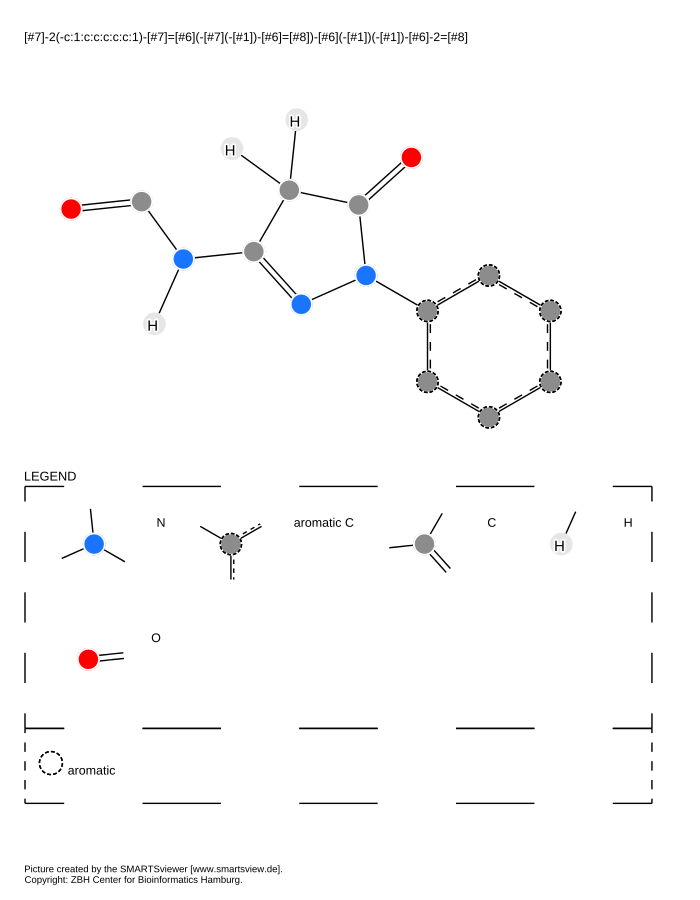 [#7]-2(-c:1:c:c:c:c:c:1)-[#7]=[#6](-[#7](-[#1])-[#6]=[#8])-[#6](-[#1])(-[#1])-[#6]-2=[#8]
H
H
H
LEGEND
N aromatic C C H H
O
aromatic
Picture created by the SMARTSviewer [www.smartsview.de].
Copyright: ZBH Center for Bioinformatics Hamburg.